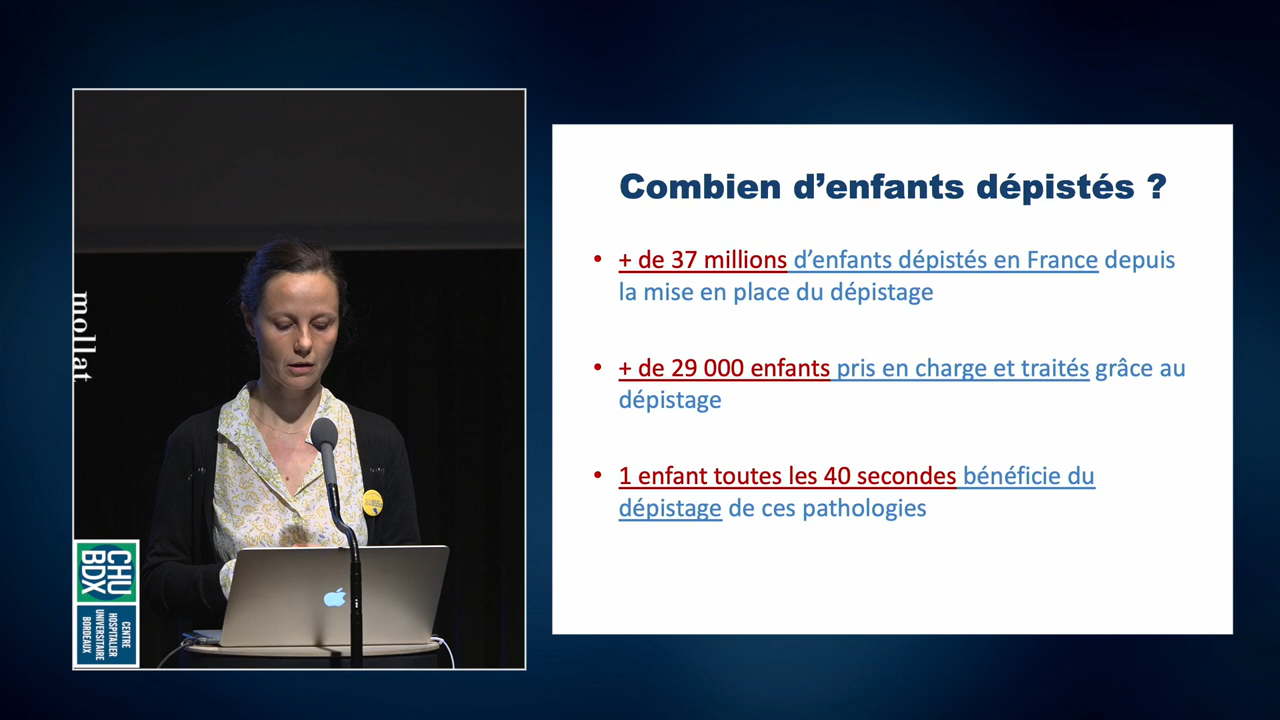 mollat
CHU
BDX
CENTRE
HOSPITALIER
UNIVERSITAIRE
BORDEAUX
Combien d’enfants dépistés ?
• + de 37 millions d’enfants dépistés en France depuis
la mise en place du dépistage
• + de 29 000 enfants pris en charge et traités grâce au
dépistage
• 1 enfant toutes les 40 secondes bénéficie du
dépistage de ces pathologies